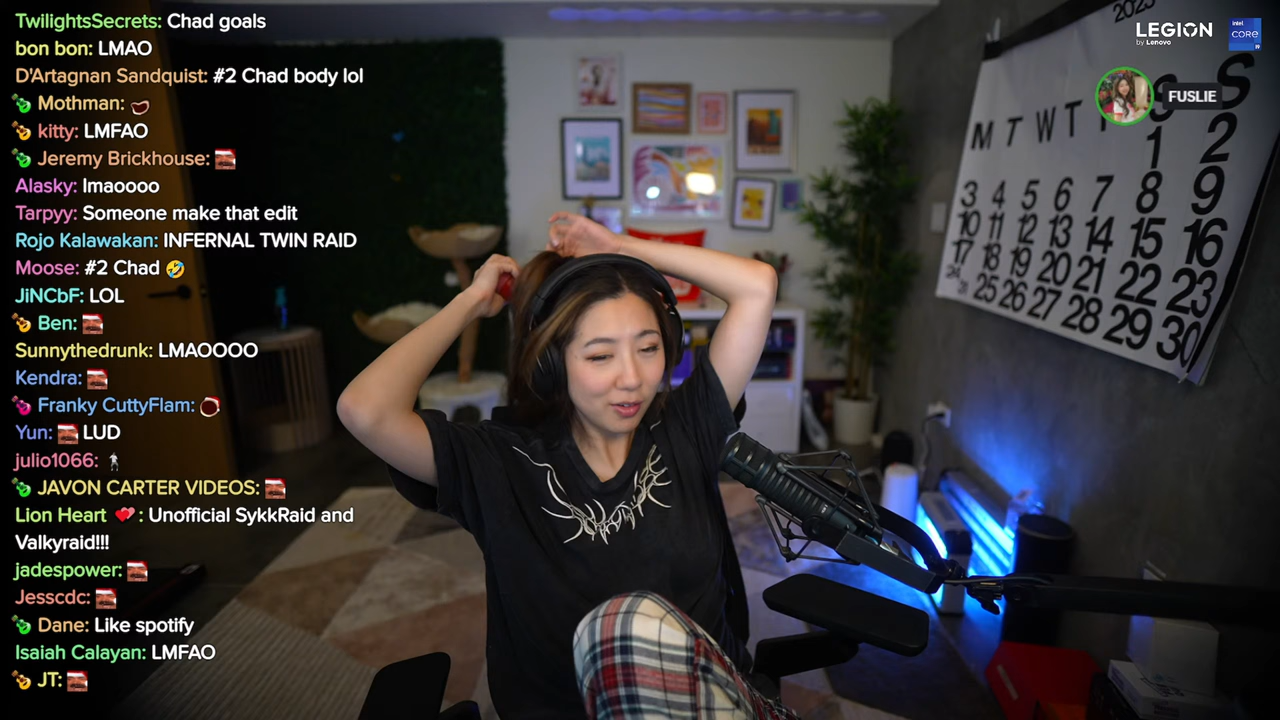 TwilightsSecrets: Chad goals
bon bon: LMAO
D'Artagnan Sandquist: #2 Chad body lol
Mothman:
kitty: LMFAO
Jeremy Brickhouse:
Alasky: lmaoooo
Tarpyy: Someone make that edit
Rojo Kalawakan: INFERNAL TWIN RAID
Moose: #2 Chad 🤣
JiNCbF: LOL
Ben:
Sunnythedrunk: LMAOOOO
Kendra:
Franky CuttyFlam:
Yun: LUD
julio1066:
JAVON CARTER VIDEOS:
Lion Heart ❤️: Unofficial SykkRaid and
Valkyraid!!!
jadespower:
Jesscdc:
Dane: Like spotify
Isaiah Calayan: LMFAO
JT:
LEGION
by Lenovo
intel
CORE
i9
FUSLIE
2023
M T W T S
1 2
3 4 5 6 7 8 9
10 11 12 13 14 15 16
17 18 19 20 21 22 23
24 25 26 27 28 29 30
31